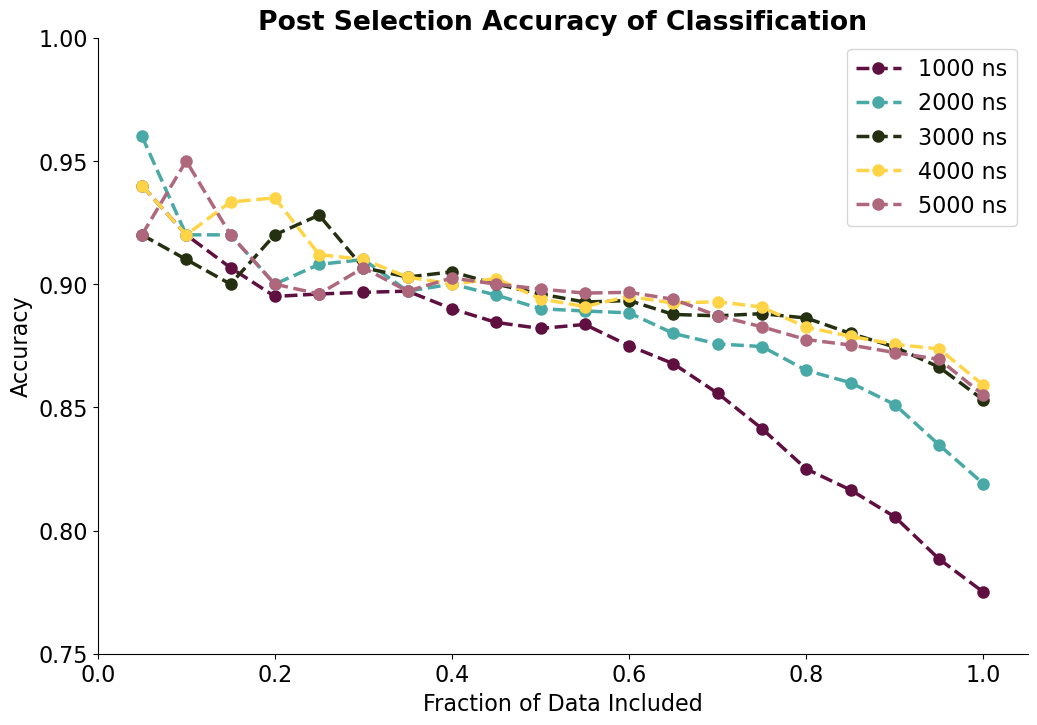 Post Selection Accuracy of Classification
1.00
0.95
0.90
0.85
0.80
0.75
Accuracy
1000 ns
2000 ns
3000 ns
4000 ns
5000 ns
0.0 0.2 0.4 0.6 0.8 1.0
Fraction of Data Included